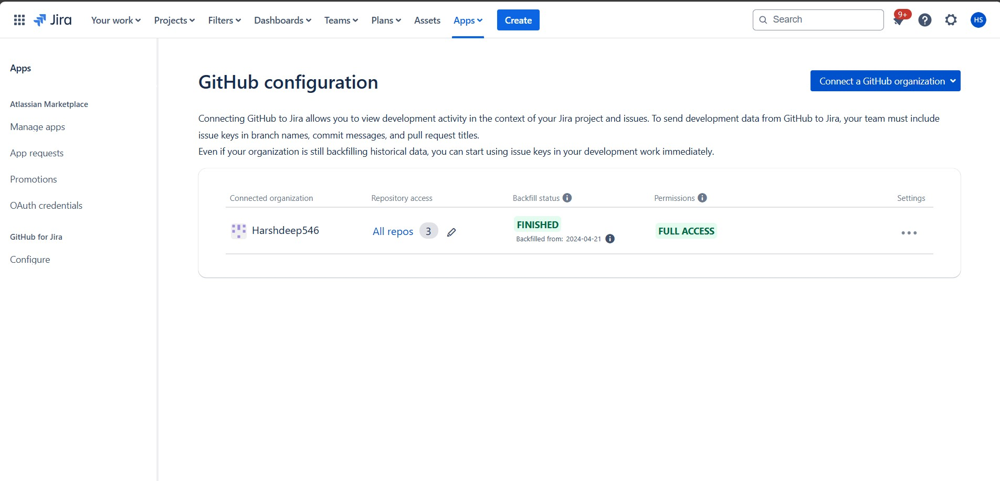 Jira
Your work
Projects
Filters
Dashboards
Teams
Plans
Assets
Apps
Create
Search
9+
HS
Apps
Atlassian Marketplace
Manage apps
App requests
Promotions
OAuth credentials
GitHub for Jira
Configure
GitHub configuration
Connect a GitHub organization
Connecting GitHub to Jira allows you to view development activity in the context of your Jira project and issues. To send development data from GitHub to Jira, your team must include
issue keys in branch names, commit messages, and pull request titles.
Even if your organization is still backfilling historical data, you can start using issue keys in your development work immediately.
Connected organization
Repository access
Backfill status
Permissions
Settings
Harshdeep546
All repos 3
FINISHED
Backfilled from: 2024-04-21
FULL ACCESS